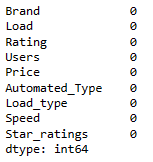 Brand 0
Load 0
Rating 0
Users 0
Price 0
Automated_Type 0
Load_type 0
Speed 0
Star_ratings 0
dtype: int64